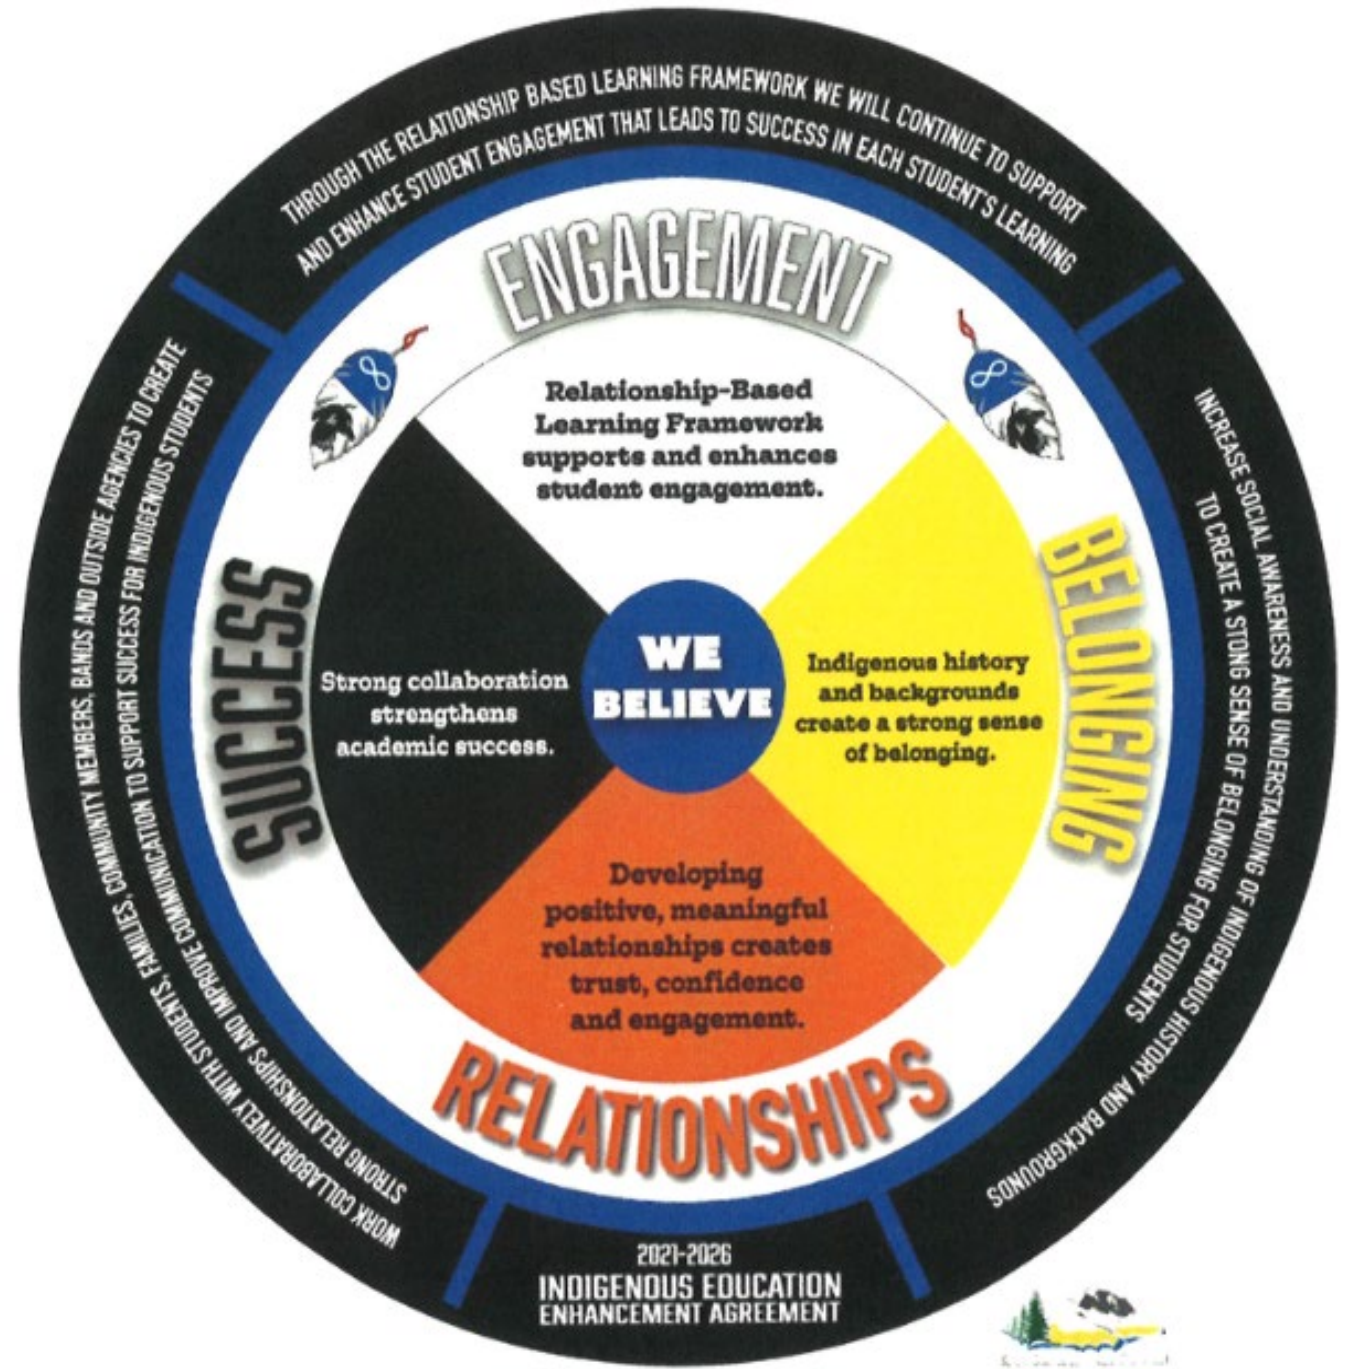 THROUGH THE RELATIONSHIP BASED LEARNING FRAMEWORK WE WILL CONTINUE TO SUPPORT
AND ENHANCE STUDENT ENGAGEMENT THAT LEADS TO SUCCESS IN EACH STUDENT'S LEARNING
ENGAGEMENT
Relationship-Based
Learning Framework
supports and enhances
student engagement.
INCREASE SOCIAL AWARENESS AND UNDERSTANDING OF INDIGENOUS HISTORY AND BACKGROUNDS
TO CREATE A STONG SENSE OF BELONGING FOR STUDENTS
BELONGING
Indigenous history
and backgrounds
create a strong sense
of belonging.
WE
BELIEVE
SUCCESS
Strong collaboration
strengthens
academic success.
WORK COLLABORATIVELY WITH STUDENTS, FAMILIES, COMMUNITY MEMBERS, BANDS AND OUTSIDE AGENCIES TO CREATE
STRONG RELATIONSHIPS AND IMPROVE COMMUNICATION TO SUPPORT SUCCESS FOR INDIGENOUS STUDENTS
Developing
positive, meaningful
relationships creates
trust, confidence
and engagement.
RELATIONSHIPS
2021-2026
INDIGENOUS EDUCATION
ENHANCEMENT AGREEMENT